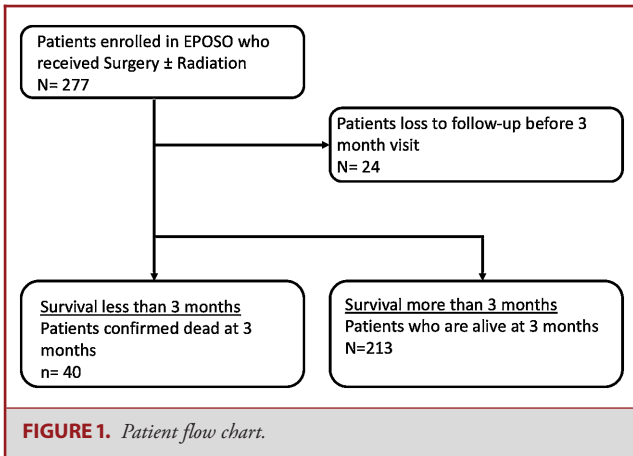 Patients enrolled in EPOSO who
received Surgery ± Radiation
N= 277
Patients loss to follow-up before 3
month visit
N= 24
Survival less than 3 months
Patients confirmed dead at 3
months
n= 40
Survival more than 3 months
Patients who are alive at 3 months
N=213
FIGURE 1. Patient flow chart.